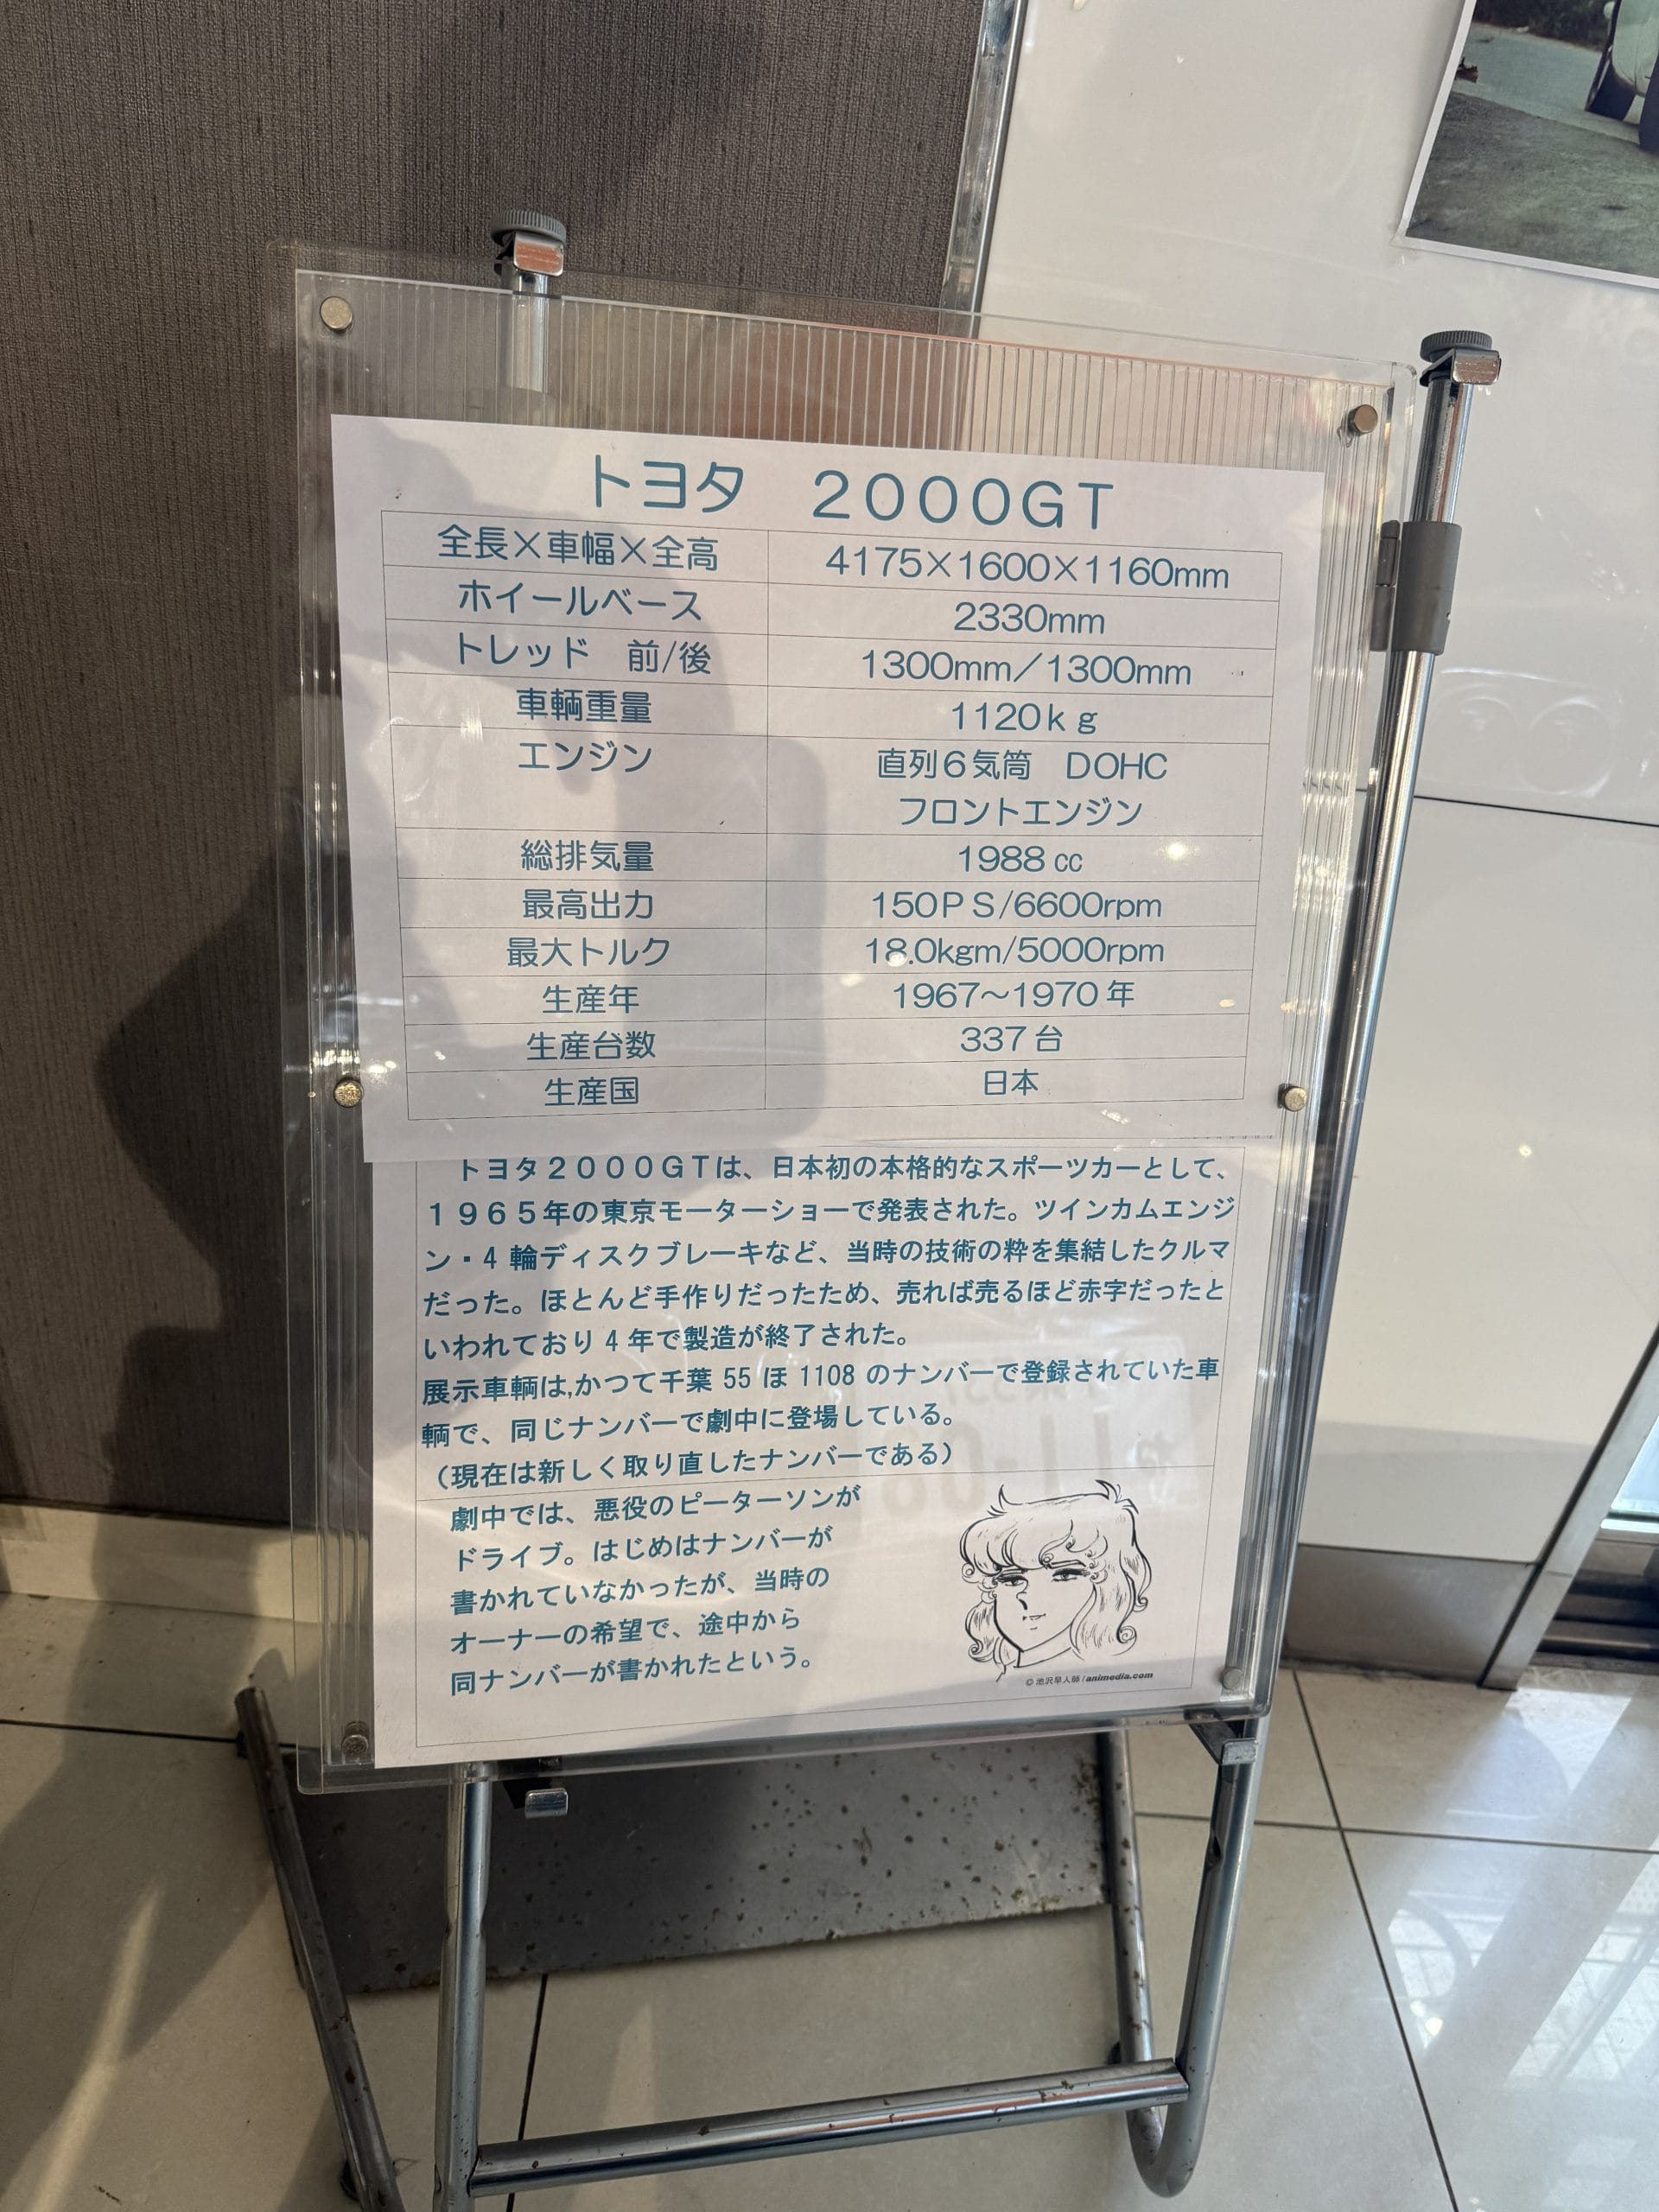 トヨタ　２０００ＧＴ
全長×車幅×全高　4175×1600×1160mm
ホイールベース　2330mm
トレッド　前/後　1300mm／1300mm
車輌重量　1120ｋｇ
エンジン　直列６気筒　DOHC
フロントエンジン
総排気量　1988 cc
最高出力　150ＰＳ/6600rpm
最大トルク　18.0kgm/5000rpm
生産年　1967～1970 年
生産台数　337 台
生産国　日本
トヨタ２０００ＧＴは、日本初の本格的なスポーツカーとして、
１９６５年の東京モーターショーで発表された。ツインカムエンジ
ン・4 輪ディスクブレーキなど、当時の技術の粋を集結したクルマ
だった。ほとんど手作りだったため、売れば売るほど赤字だったと
いわれており 4 年で製造が終了された。
展示車輌は,かつて千葉 55 ほ 1108 のナンバーで登録されていた車
輌で、同じナンバーで劇中に登場している。
（現在は新しく取り直したナンバーである）
劇中では、悪役のピーターソンが
ドライブ。はじめはナンバーが
書かれていなかったが、当時の
オーナーの希望で、途中から
同ナンバーが書かれたという。
© 池沢早人師 / animedia.com